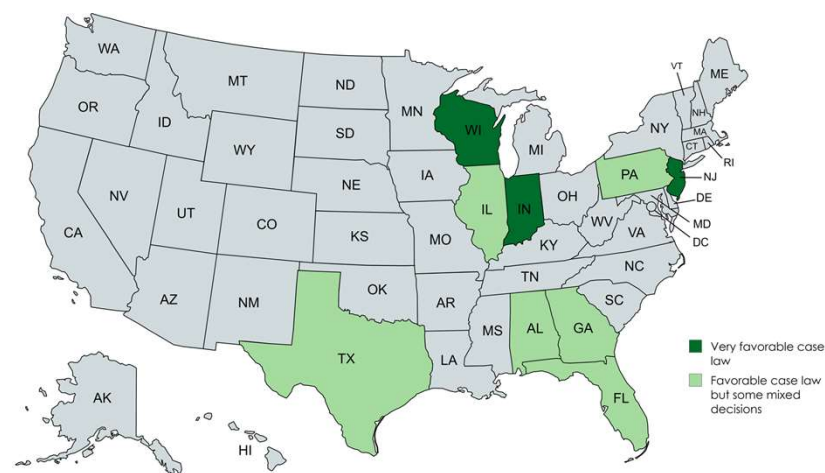 WA
MT
ND
MN
VT
ME
OR
ID
SD
WI
NH
NY
MA
WY
MI
CT
RI
IA
PA
NJ
NV
NE
OH
DE
UT
IL
IN
MD
CA
CO
WV
VA
DC
KS
MO
KY
NC
TN
AZ
NM
OK
AR
SC
MS
AL
GA
TX
LA
FL
AK
HI
Very favorable case
law
Favorable case law
but some mixed
decisions